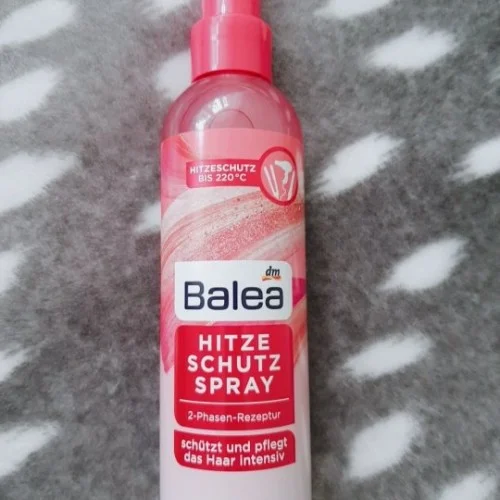 HITZESCHUTZ
BIS 220°C
dm
Balea
HITZE
SCHUTZ
SPRAY
2-Phasen-Rezeptur
schützt und pflegt
das Haar intensiv